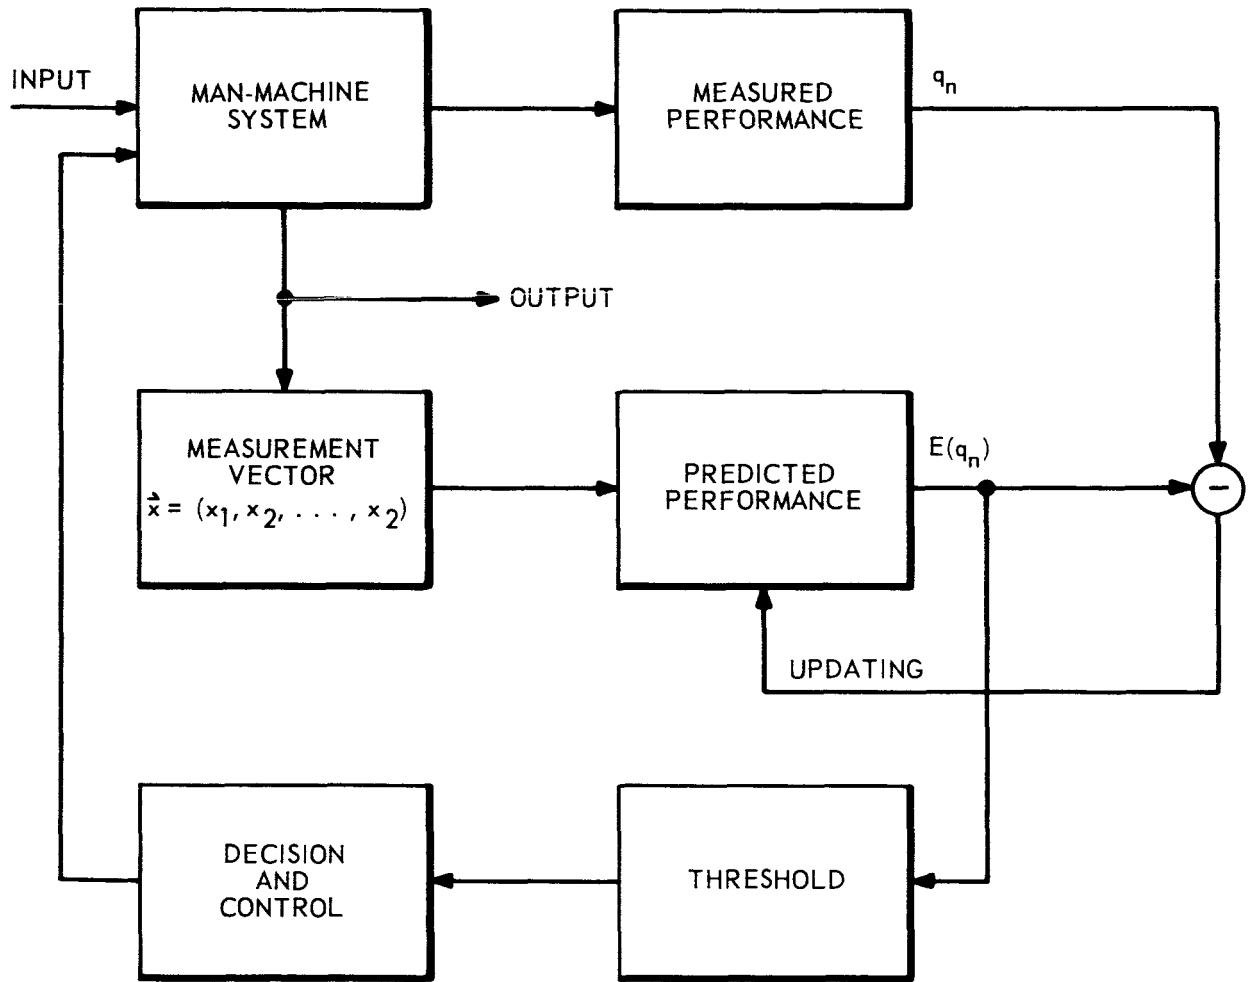 INPUT
MAN-MACHINE
SYSTEM
MEASURED
PERFORMANCE
qn
OUTPUT
MEASUREMENT
VECTOR
x⃗ = (x1, x2, . . . , x2)
PREDICTED
PERFORMANCE
E(qn)
−
UPDATING
DECISION
AND
CONTROL
THRESHOLD